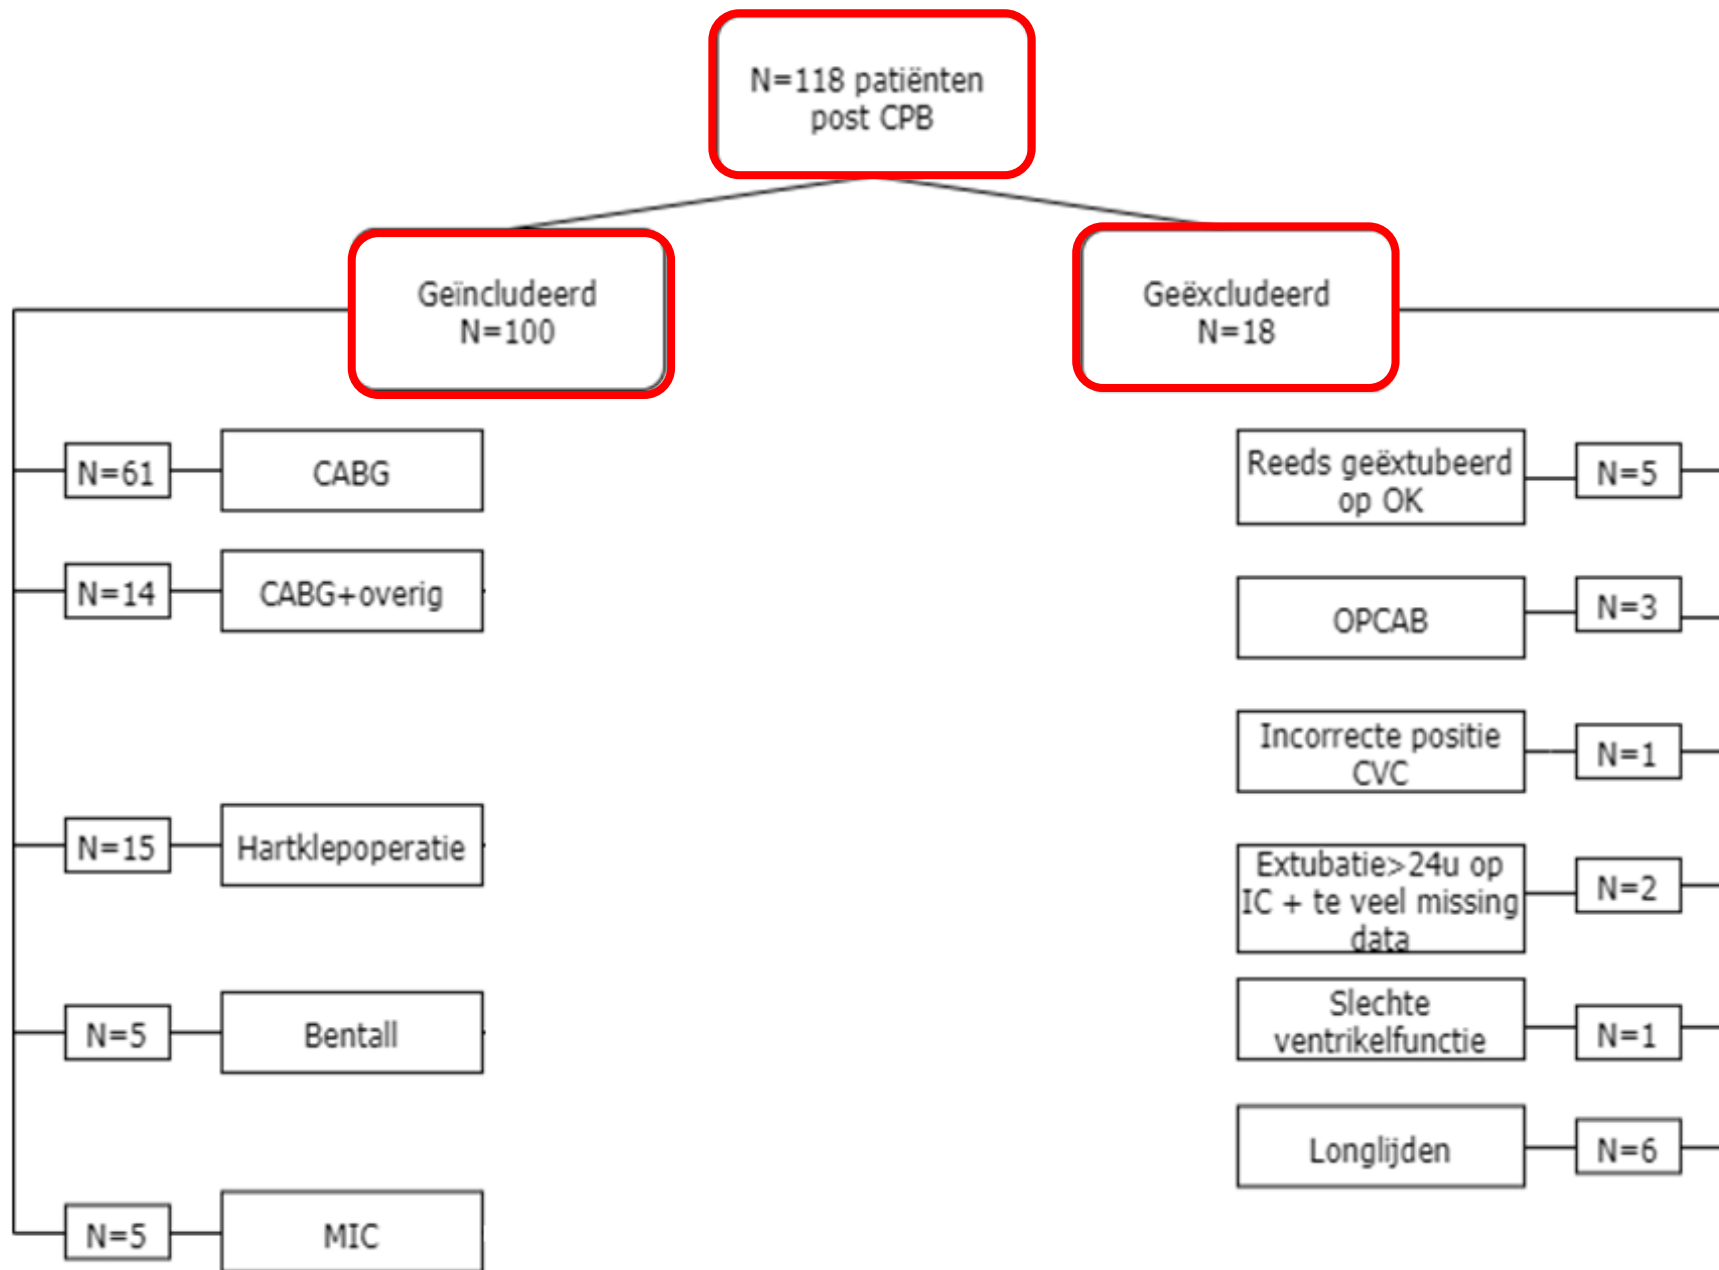 N=118 patiënten
post CPB
Geïncludeerd
N=100
Geëxcludeerd
N=18
N=61
CABG
N=14
CABG+overig
N=15
Hartklepoperatie
N=5
Bentall
N=5
MIC
Reeds geëxtubeerd
op OK
N=5
OPCAB
N=3
Incorrecte positie
CVC
N=1
Extubatie>24u op
IC + te veel missing
data
N=2
Slechte
ventrikelfunctie
N=1
Longlijden
N=6